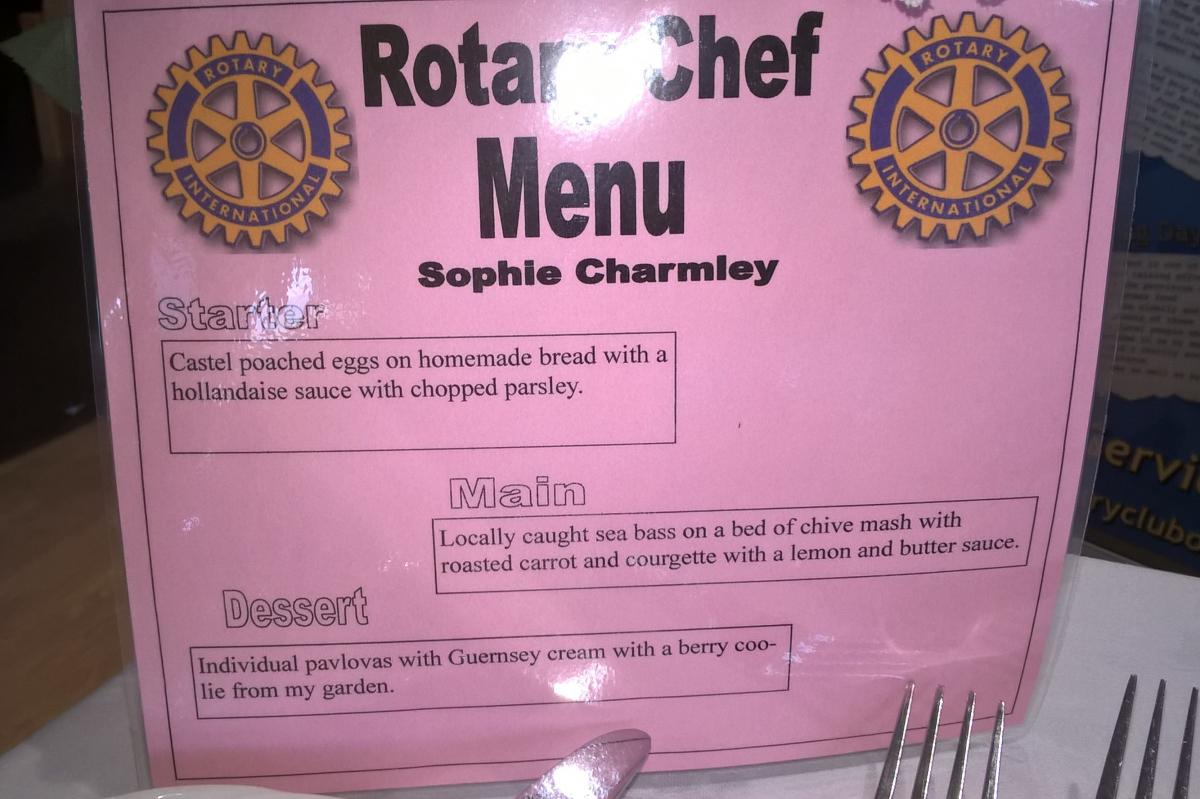 Rotary Chef
Menu
Sophie Charmley
ROTARY
INTERNATIONAL
ROTARY
INTERNATIONAL
Starter
Castel poached eggs on homemade bread with a
hollandaise sauce with chopped parsley.
Main
Locally caught sea bass on a bed of chive mash with
roasted carrot and courgette with a lemon and butter sauce.
Dessert
Individual pavlovas with Guernsey cream with a berry coo-
lie from my garden.